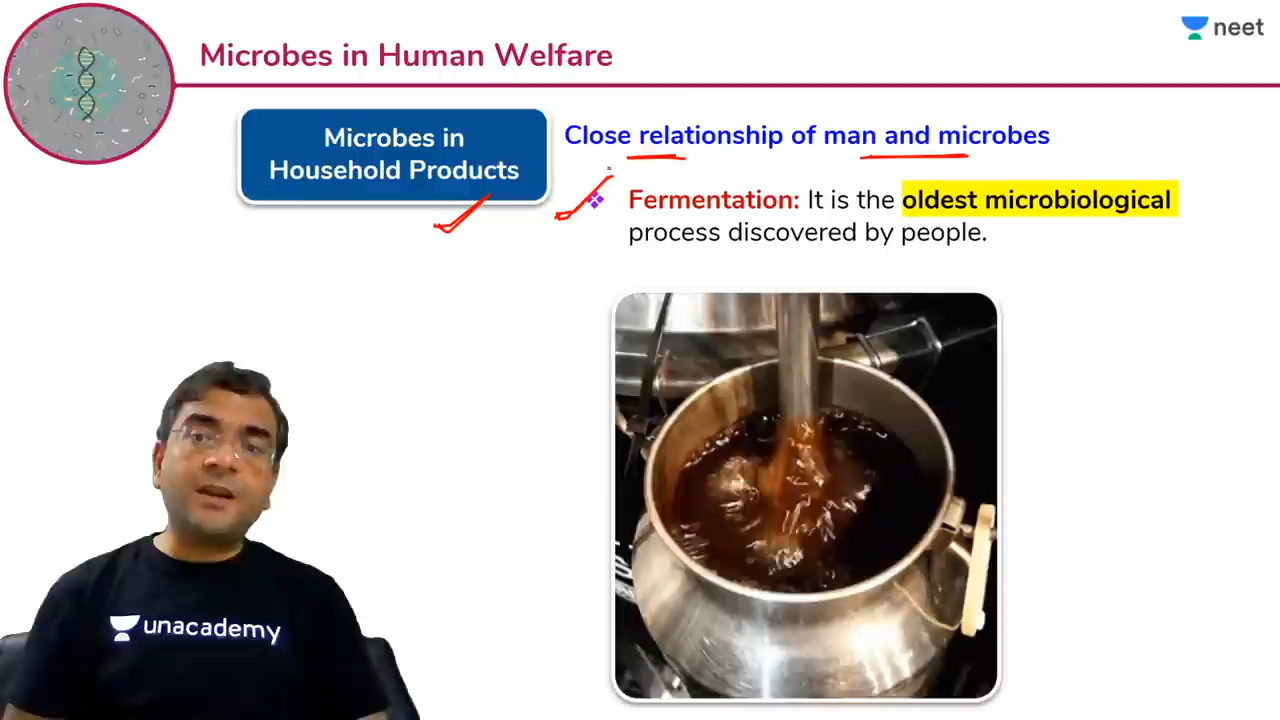 neet
Microbes in Human Welfare
Microbes in
Household Products
Close relationship of man and microbes
Fermentation: It is the oldest microbiological
process discovered by people.
unacademy